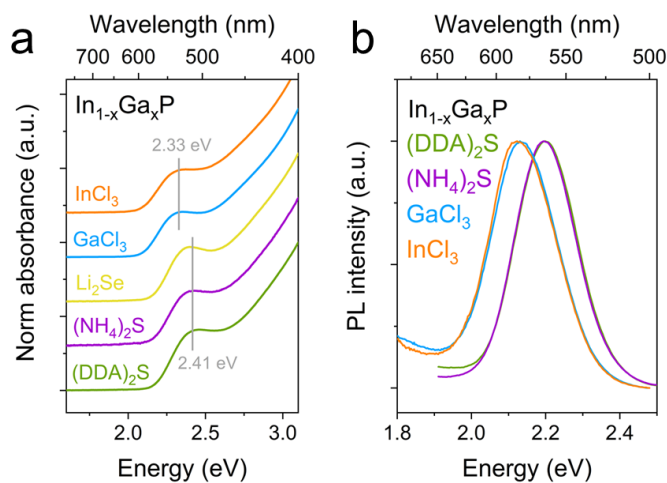 a
Wavelength (nm)
700 600 500 400
In1-xGaxP
2.33 eV
InCl3
GaCl3
Li2Se
(NH4)2S
2.41 eV
(DDA)2S
Norm absorbance (a.u.)
2.0 2.5 3.0
Energy (eV)
b
Wavelength (nm)
650 600 550 500
In1-xGaxP
(DDA)2S
(NH4)2S
GaCl3
InCl3
PL intensity (a.u.)
1.8 2.0 2.2 2.4
Energy (eV)